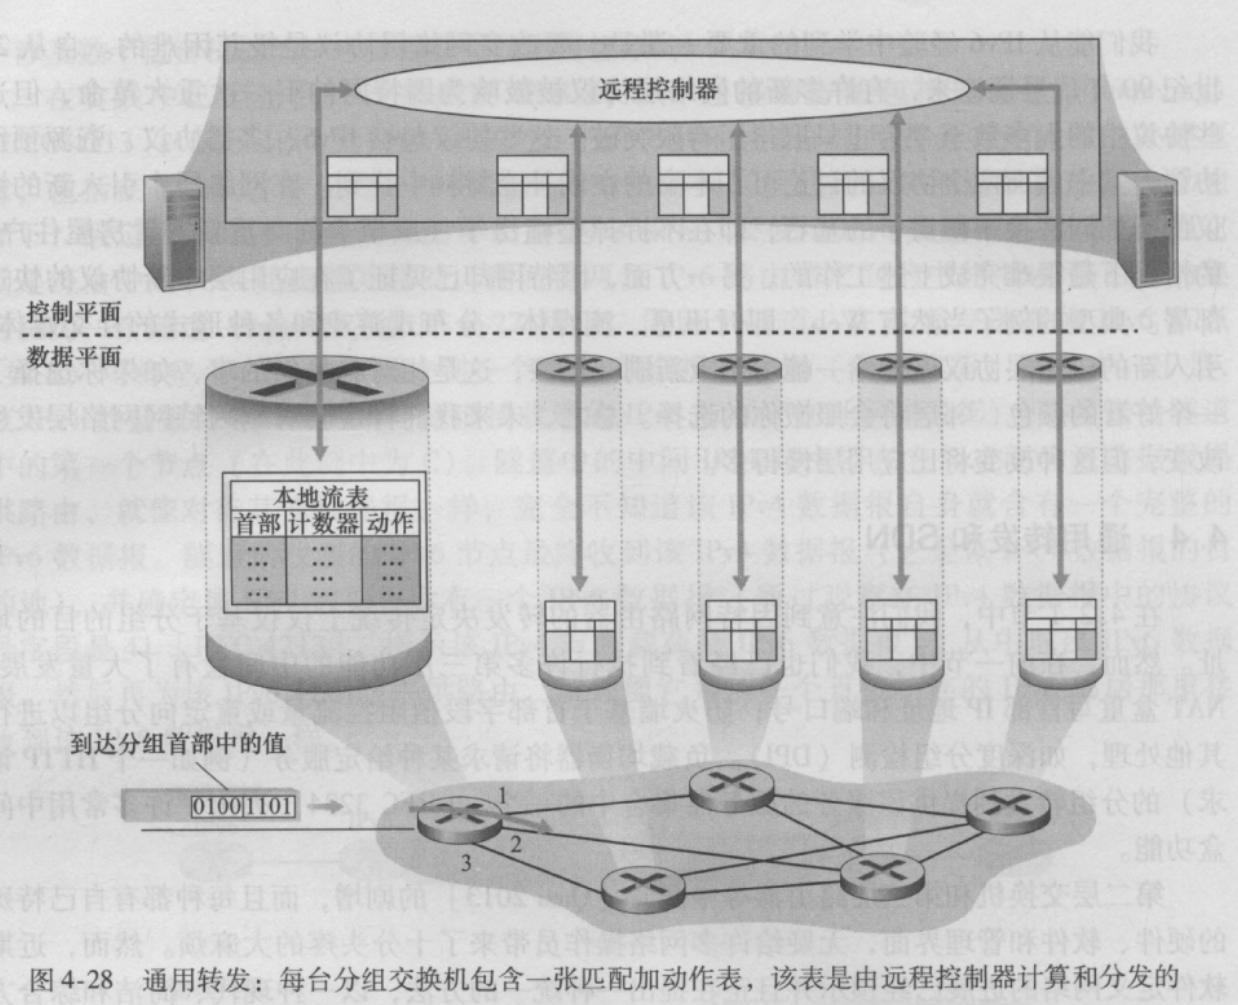 远程控制器
控制平面
数据平面
本地流表
首部 计数器 动作
到达分组首部中的值
01001101
1
2
3
图 4-28 通用转发：每台分组交换机包含一张匹配加动作表，该表是由远程控制器计算和分发的